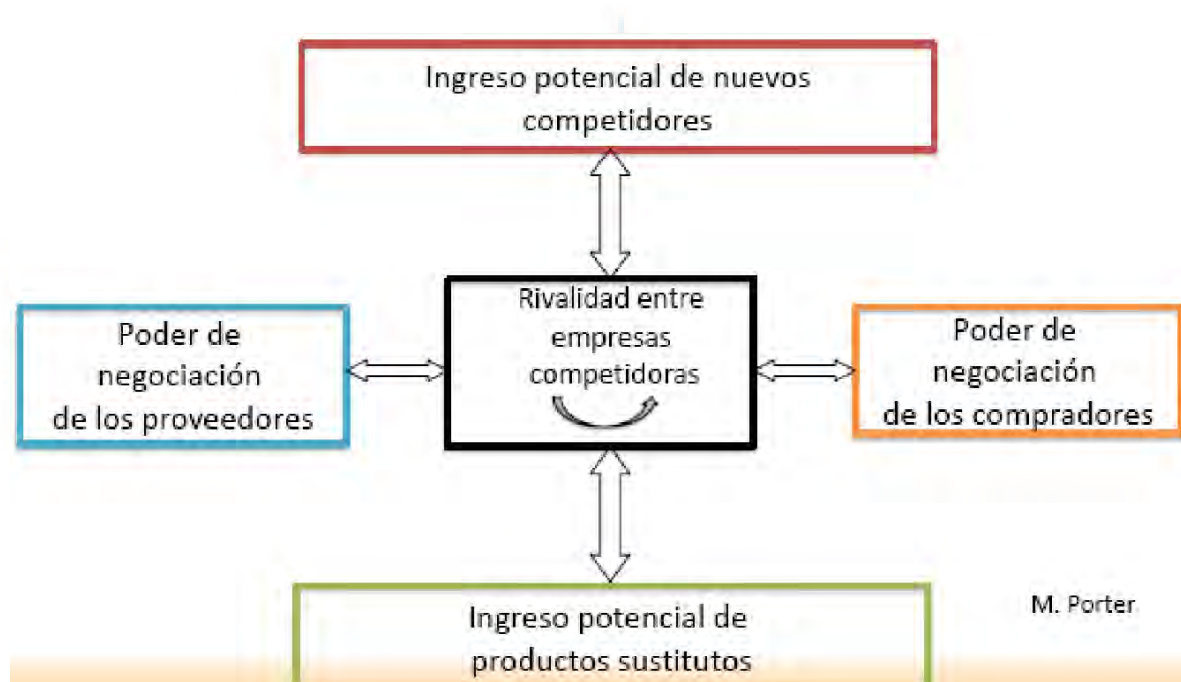 Ingreso potencial de nuevos
competidores
Rivalidad entre
empresas
competidoras
Poder de
negociación
de los proveedores
Poder de
negociación
de los compradores
Ingreso potencial de
productos sustitutos
M. Porter